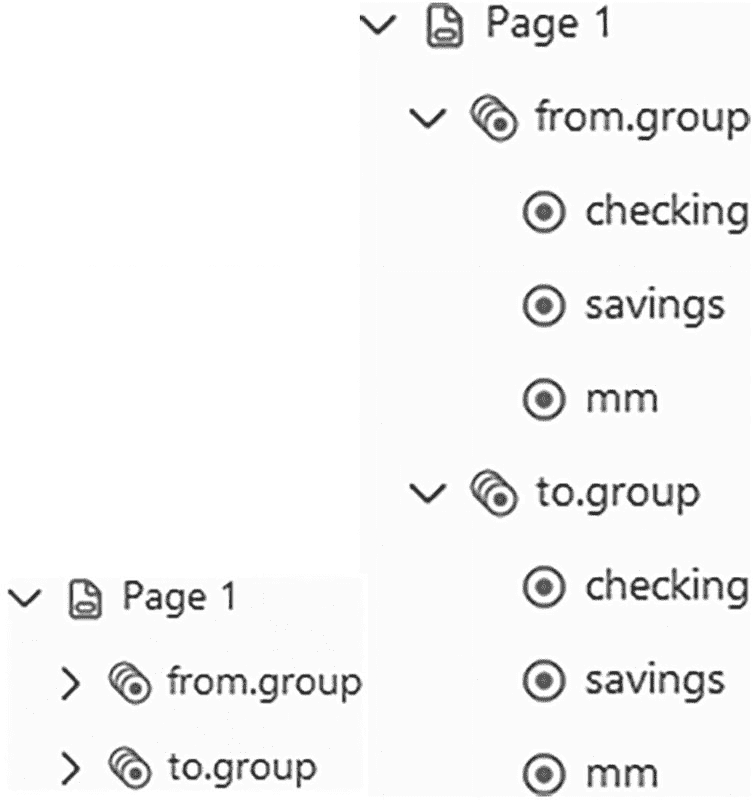 Page 1
from.group
to.group
Page 1
from.group
checking
savings
mm
to.group
checking
savings
mm